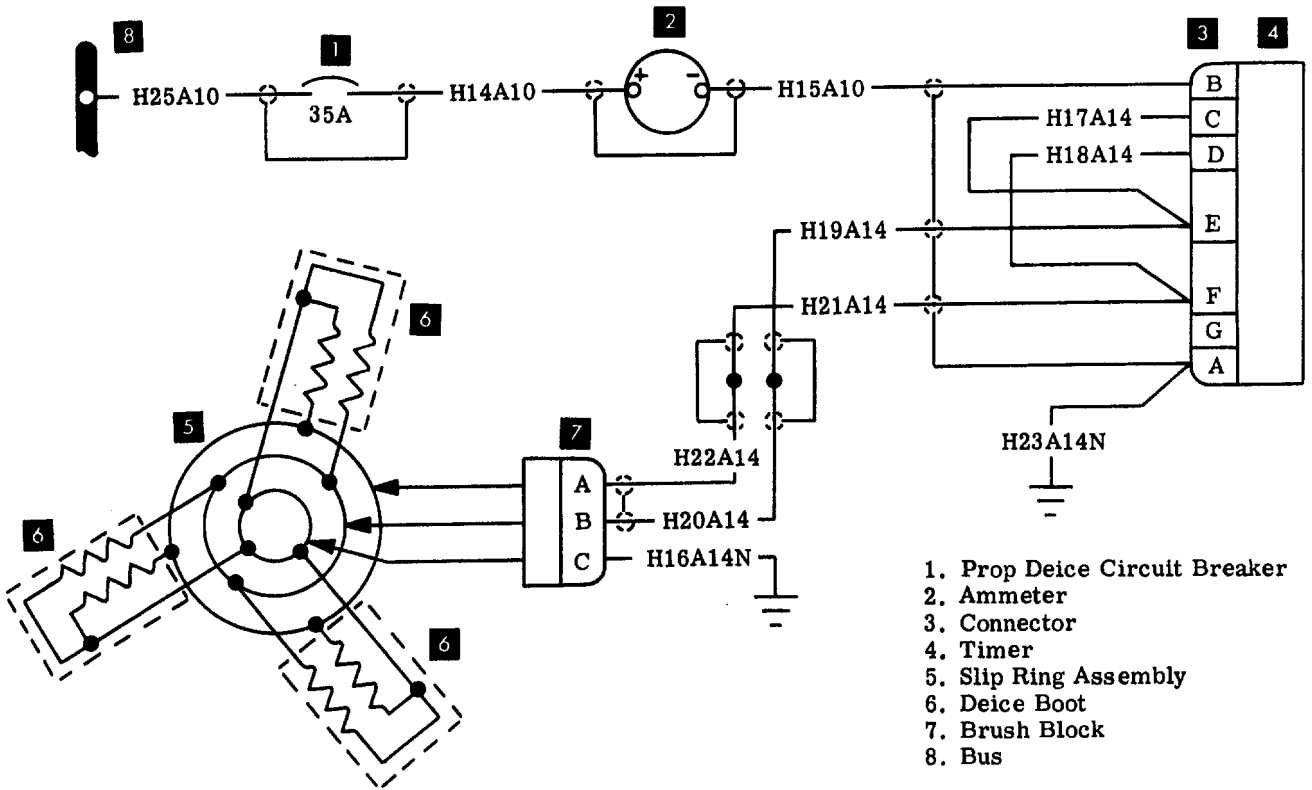 8
1
2
3
4
+
-
H25A10
35A
H14A10
H15A10
B
H17A14
C
H18A14
D
H19A14
E
H21A14
F
G
A
6
5
7
H22A14
H23A14N
A
B
H20A14
C
H16A14N
6
6
1. Prop Deice Circuit Breaker
2. Ammeter
3. Connector
4. Timer
5. Slip Ring Assembly
6. Deice Boot
7. Brush Block
8. Bus